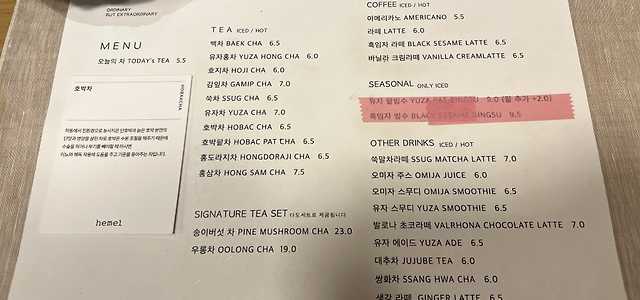 ORDINARY
BUT EXTRAORDINARY
MENU
오늘의 차 TODAY's TEA 5.5
호박차
HOBAKCHA
hemel
TEA ICED / HOT
백차 BAEK CHA 6.5
유자홍차 YUZA HONG CHA 6.0
호지차 HOJI CHA 6.0
김잎차 GAMIP CHA 7.0
쑥차 SSUG CHA 6.5
유자차 YUZA CHA 7.0
호박차 HOBAC CHA 6.5
호박팥차 HOBAC PAT CHA 6.5
홍도라지차 HONGDORAJI CHA 6.5
홍삼차 HONG SAM CHA 7.5
SIGNATURE TEA SET 다도세트로 제공됩니다
송이버섯 차 PINE MUSHROOM CHA 23.0
우롱차 OOLONG CHA 19.0
COFFEE ICED / HOT
아메리카노 AMERICANO 5.5
라떼 LATTE 6.0
흑임자 라떼 BLACK SESAME LATTE 6.5
바닐라 크림라떼 VANILLA CREAMLATTE 6.5
SEASONAL ONLY ICED
유자 팥빙수 YUZA PAT BINGSU 9.0 (팥 추가 +2.0)
흑임자 빙수 BLACK SESAME BINGSU 9.5
OTHER DRINKS ICED / HOT
쑥말차라떼 SSUG MATCHA LATTE 7.0
오미자 주스 OMIJA JUICE 6.0
오미자 스무디 OMIJA SMOOTHIE 6.5
유자 스무디 YUZA SMOOTHIE 6.5
발로나 초코라떼 VALRHONA CHOCOLATE LATTE 7.0
유자 에이드 YUZA ADE 6.5
대추차 JUJUBE TEA 6.0
쌍화차 SSANG HWA CHA 6.0
생강 라떼 GINGER LATTE 6.5